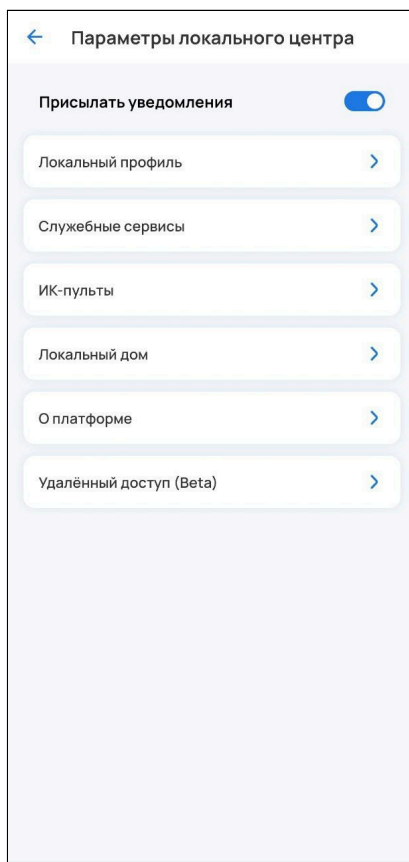 Параметры локального центра
Присылать уведомления
Локальный профиль
Служебные сервисы
ИК-пульты
Локальный дом
О платформе
Удалённый доступ (Beta)